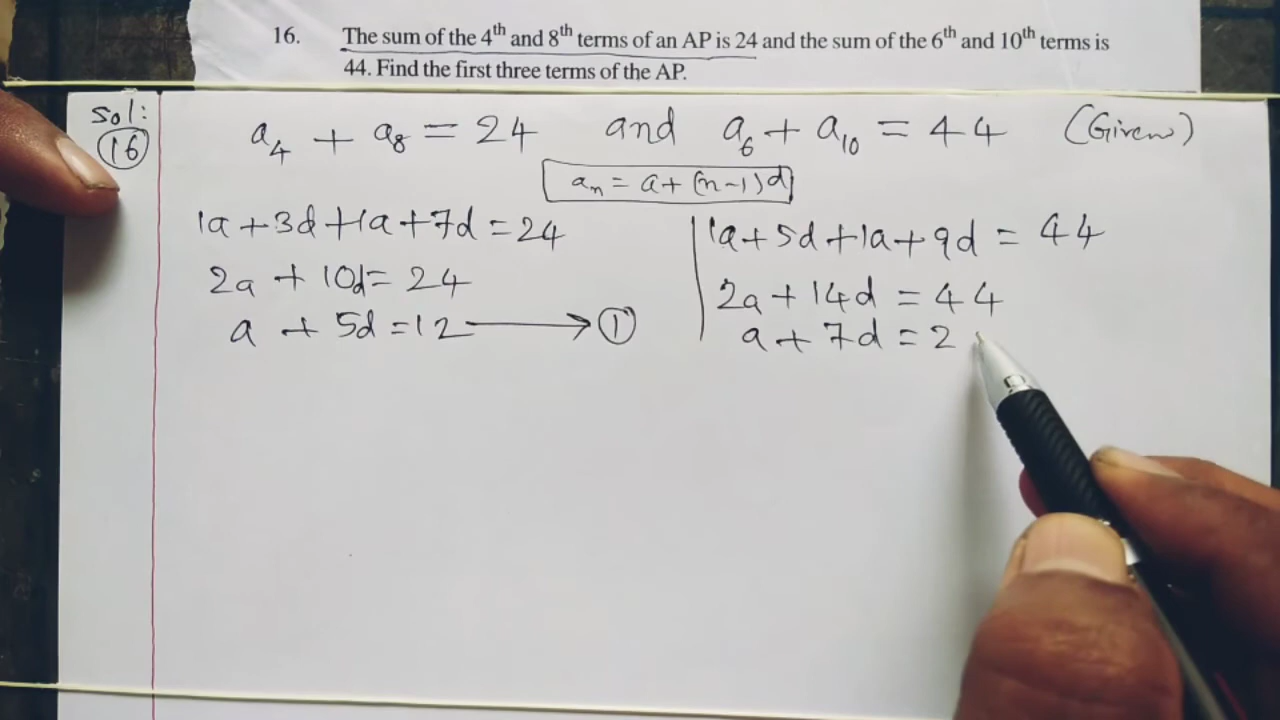 16. The sum of the 4th and 8th terms of an AP is 24 and the sum of the 6th and 10th terms is
44. Find the first three terms of the AP.
Sol:
16
a4 + a8 = 24 and a6 + a10 = 44 (Given)
an = a + (n-1)d
1a + 3d + 1a + 7d = 24
2a + 10d = 24
a + 5d = 12 → 1
1a + 5d + 1a + 9d = 44
2a + 14d = 44
a + 7d = 2